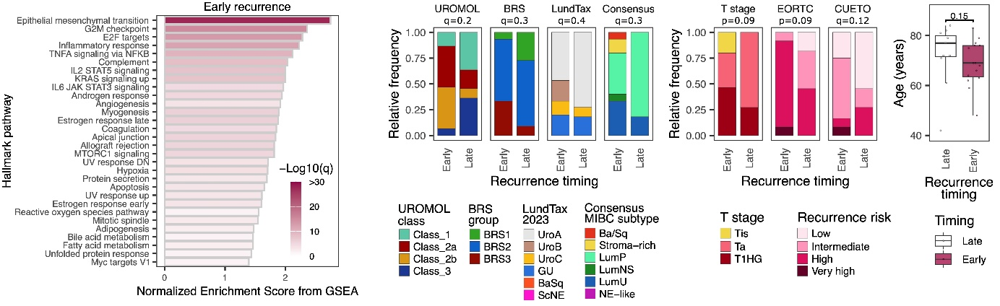 Early recurrence
Hallmark pathway
Epithelial mesenchymal transition
G2M checkpoint
E2F targets
Inflammatory response
TNFA signaling via NFKB
Complement
IL2 STAT5 signaling
KRAS signaling up
IL6 JAK STAT3 signaling
Androgen response
Angiogenesis
Myogenesis
Estrogen response late
Coagulation
Apical junction
Allograft rejection
MTORC1 signaling
UV response DN
Hypoxia
Protein secretion
Apoptosis
UV response up
Estrogen response early
Reactive oxygen species pathway
Mitotic spindle
Adipogenesis
Bile acid metabolism
Fatty acid metabolism
Unfolded protein response
Myc targets V1
0 1 2
Normalized Enrichment Score from GSEA
−Log10(q)
>30
20
10
0
UROMOL BRS LundTax Consensus
q=0.2 q=0.3 q=0.4 q=0.3
Relative frequency
1.00
0.75
0.50
0.25
0.00
Early Late Early Late Early Late Early Late
Recurrence timing
UROMOL class
Class_1
Class_2a
Class_2b
Class_3
BRS group
BRS1
BRS2
BRS3
LundTax 2023
UroA
UroB
UroC
GU
BaSq
ScNE
Consensus MIBC subtype
Ba/Sq
Stroma-rich
LumP
LumNS
LumU
NE-like
T stage EORTC CUETO
p=0.09 p=0.09 q=0.12
Relative frequency
1.00
0.75
0.50
0.25
0.00
Early Late Early Late Early Late
Recurrence timing
T stage
Tis
Ta
T1HG
Recurrence risk
Low
Intermediate
High
Very high
0.15
Age (years)
80
60
40
Late Early
Recurrence
timing
Timing
Late
Early